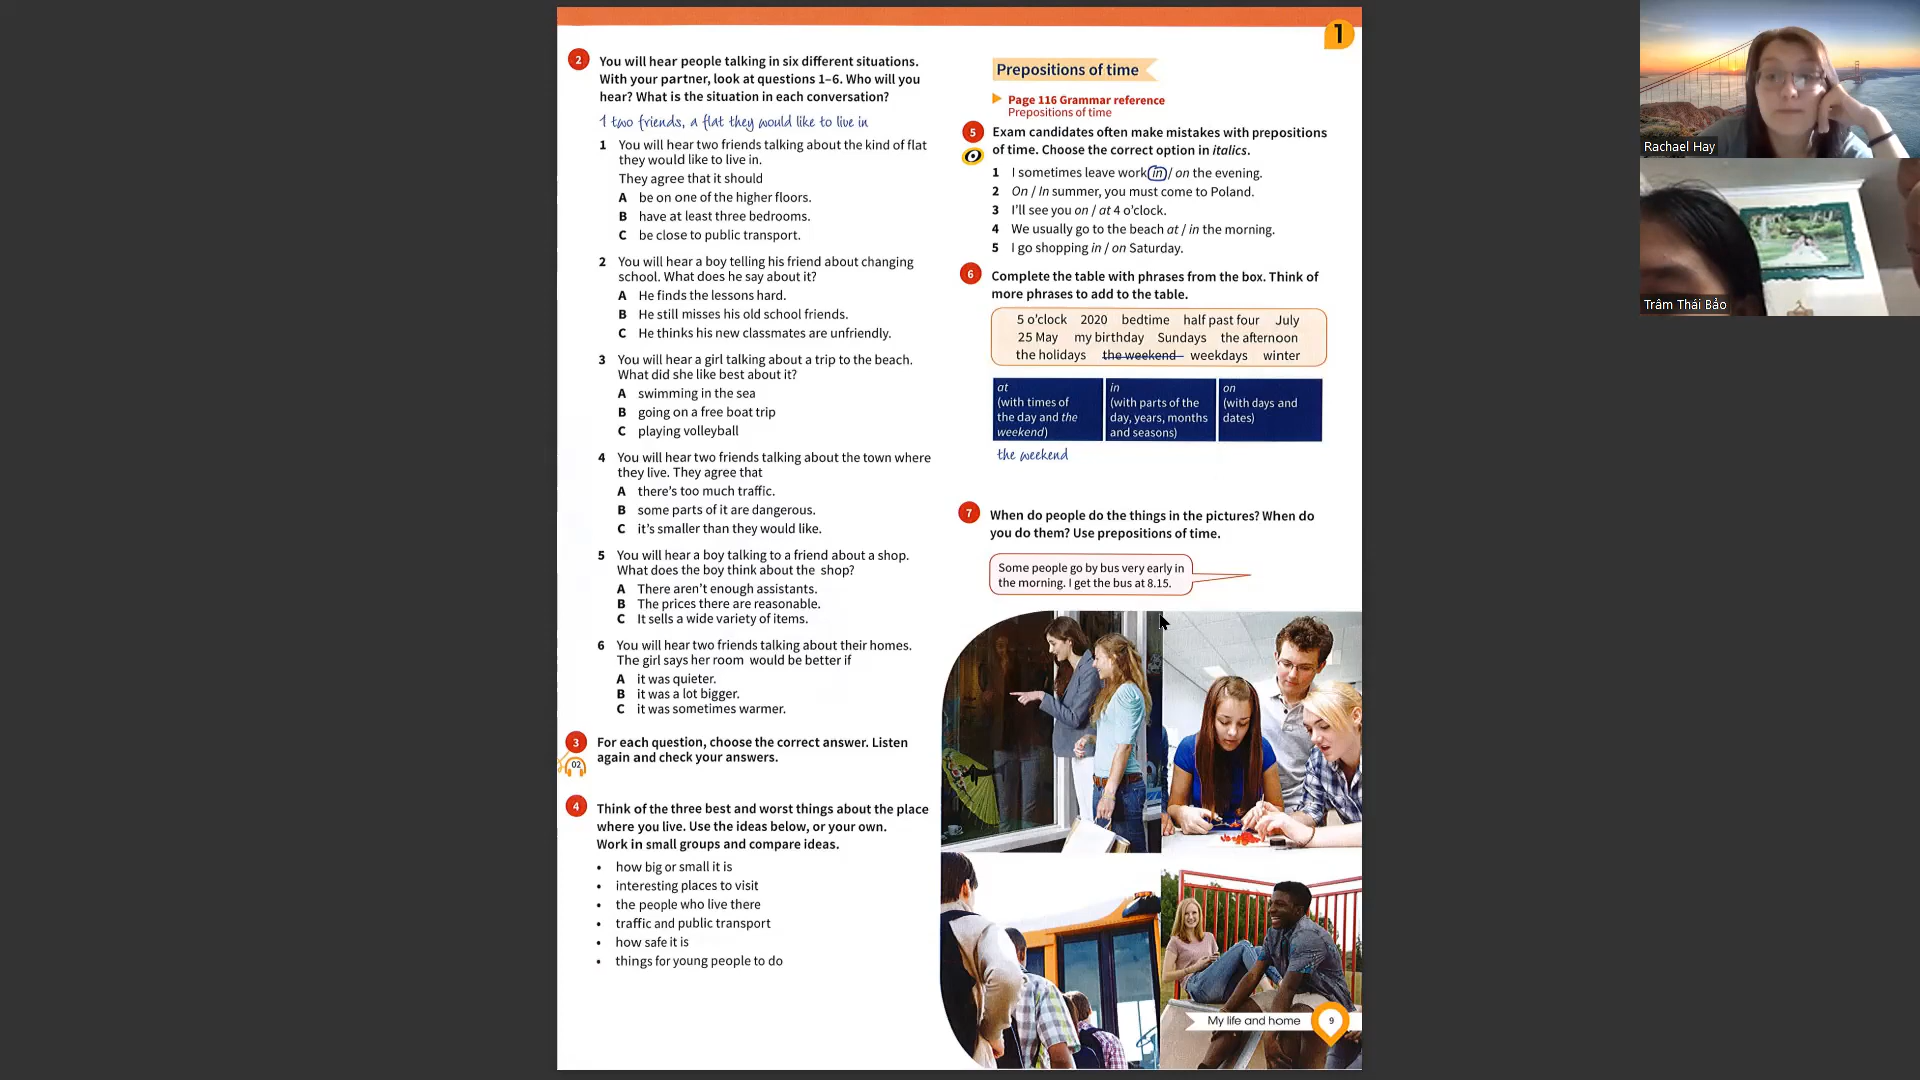 1
2 You will hear people talking in six different situations.
With your partner, look at questions 1–6. Who will you
hear? What is the situation in each conversation?
1 two friends, a flat they would like to live in
1 You will hear two friends talking about the kind of flat
they would like to live in.
They agree that it should
A be on one of the higher floors.
B have at least three bedrooms.
C be close to public transport.
2 You will hear a boy telling his friend about changing
school. What does he say about it?
A He finds the lessons hard.
B He still misses his old school friends.
C He thinks his new classmates are unfriendly.
3 You will hear a girl talking about a trip to the beach.
What did she like best about it?
A swimming in the sea
B going on a free boat trip
C playing volleyball
4 You will hear two friends talking about the town where
they live. They agree that
A there's too much traffic.
B some parts of it are dangerous.
C it's smaller than they would like.
5 You will hear a boy talking to a friend about a shop.
What does the boy think about the shop?
A There aren't enough assistants.
B The prices there are reasonable.
C It sells a wide variety of items.
6 You will hear two friends talking about their homes.
The girl says her room would be better if
A it was quieter.
B it was a lot bigger.
C it was sometimes warmer.
3 For each question, choose the correct answer. Listen
02 again and check your answers.
4 Think of the three best and worst things about the place
where you live. Use the ideas below, or your own.
Work in small groups and compare ideas.
• how big or small it is
• interesting places to visit
• the people who live there
• traffic and public transport
• how safe it is
• things for young people to do
Prepositions of time
Page 116 Grammar reference
Prepositions of time
5 Exam candidates often make mistakes with prepositions
of time. Choose the correct option in italics.
1 I sometimes leave work in / on the evening.
2 On / In summer, you must come to Poland.
3 I'll see you on / at 4 o'clock.
4 We usually go to the beach at / in the morning.
5 I go shopping in / on Saturday.
6 Complete the table with phrases from the box. Think of
more phrases to add to the table.
5 o'clock 2020 bedtime half past four July
25 May my birthday Sundays the afternoon
the holidays the weekend weekdays winter
at
(with times of
the day and the
weekend)
in
(with parts of the
day, years, months
and seasons)
on
(with days and
dates)
the weekend
7 When do people do the things in the pictures? When do
you do them? Use prepositions of time.
Some people go by bus very early in
the morning. I get the bus at 8.15.
My life and home 9
Rachael Hay
Trâm Thái Bảo